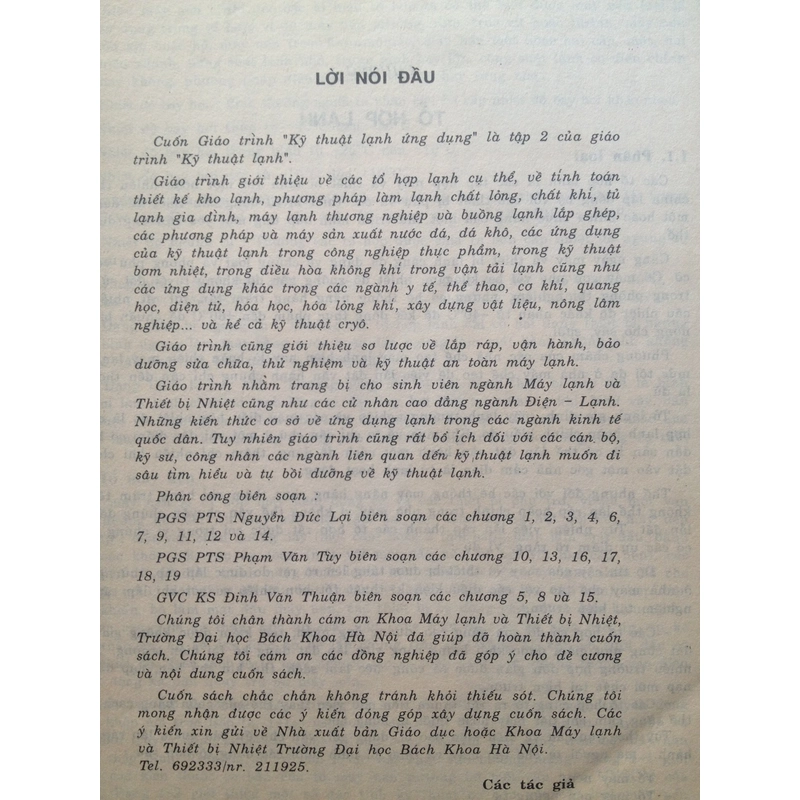 LỜI NÓI ĐẦU
Cuốn Giáo trình "Kỹ thuật lạnh ứng dụng" là tập 2 của giáo
trình "Kỹ thuật lạnh".
Giáo trình giới thiệu về các tổ hợp lạnh cụ thể, về tính toán
thiết kế kho lạnh, phương pháp làm lạnh chất lỏng, chất khí, tủ
lạnh gia đình, máy lạnh thương nghiệp và buồng lạnh lắp ghép,
các phương pháp và máy sản xuất nước đá, đá khô, các ứng dụng
của kỹ thuật lạnh trong công nghiệp thực phẩm, trong kỹ thuật
bơm nhiệt, trong điều hòa không khí trong vận tải lạnh cũng như
các ứng dụng khác trong các ngành y tế, thể thao, cơ khí, quang
học, điện tử, hóa học, hóa lỏng khí, xây dựng vật liệu, nông lâm
nghiệp... và kể cả kỹ thuật cryô.
Giáo trình cũng giới thiệu sơ lược về lắp ráp, vận hành, bảo
dưỡng sửa chữa, thử nghiệm và kỹ thuật an toàn máy lạnh.
Giáo trình nhằm trang bị cho sinh viên ngành Máy lạnh và
Thiết bị Nhiệt cũng như các cử nhân cao đẳng ngành Điện - Lạnh.
Những kiến thức cơ sở về ứng dụng lạnh trong các ngành kinh tế
quốc dân. Tuy nhiên giáo trình cũng rất bổ ích đối với các cán bộ,
kỹ sư, công nhân các ngành liên quan đến kỹ thuật lạnh muốn đi
sâu tìm hiểu và tự bồi dưỡng về kỹ thuật lạnh.
Phân công biên soạn :
PGS PTS Nguyễn Đức Lợi biên soạn các chương 1, 2, 3, 4, 6,
7, 9, 11, 12 và 14.
PGS PTS Phạm Văn Tùy biên soạn các chương 10, 13, 16, 17,
18, 19
GVC KS Đinh Văn Thuận biên soạn các chương 5, 8 và 15.
Chúng tôi chân thành cám ơn Khoa Máy lạnh và Thiết bị Nhiệt,
Trường Đại học Bách Khoa Hà Nội đã giúp đỡ hoàn thành cuốn
sách. Chúng tôi cám ơn các đồng nghiệp đã góp ý cho đề cương
và nội dung cuốn sách.
Cuốn sách chắc chắn không tránh khỏi thiếu sót. Chúng tôi
mong nhận được các ý kiến đóng góp xây dựng cuốn sách. Các
ý kiến xin gửi về Nhà xuất bản Giáo dục hoặc Khoa Máy lạnh
và Thiết bị Nhiệt Trường Đại học Bách Khoa Hà Nội.
Tel. 692333/nr. 211925.
Các tác giả